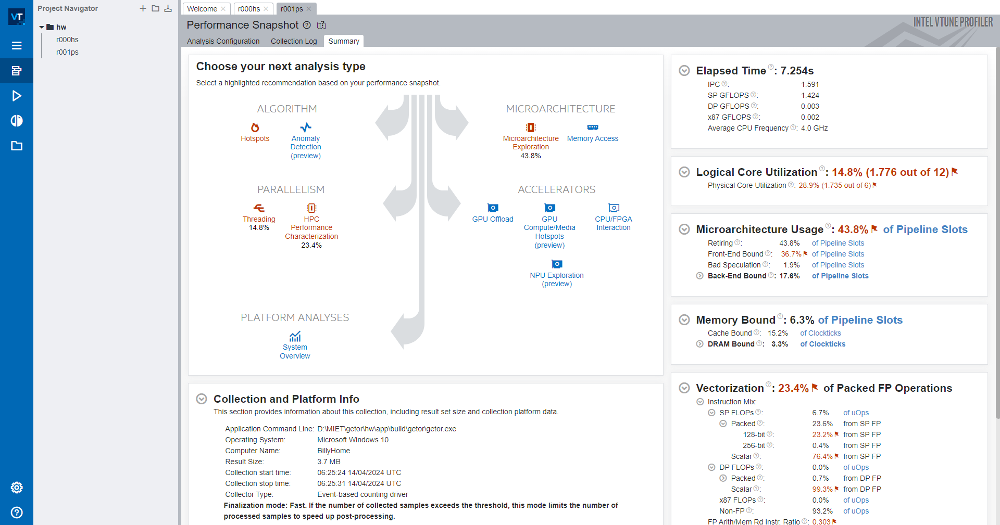 VT
Project Navigator
hw
r000hs
r001ps
Welcome
r000hs
r001ps
Performance Snapshot
INTEL VTUNE PROFILER
Analysis Configuration
Collection Log
Summary
Choose your next analysis type
Select a highlighted recommendation based on your performance snapshot.
ALGORITHM
Hotspots
Anomaly
Detection
(preview)
MICROARCHITECTURE
Microarchitecture
Exploration
43.8%
Memory Access
PARALLELISM
Threading
14.8%
HPC
Performance
Characterization
23.4%
ACCELERATORS
GPU Offload
GPU
Compute/Media
Hotspots
(preview)
CPU/FPGA
Interaction
NPU Exploration
(preview)
PLATFORM ANALYSES
System
Overview
Collection and Platform Info
This section provides information about this collection, including result set size and collection platform data.
Application Command Line: D:\MIET\getor\hw\app\build\getor\getor.exe
Operating System: Microsoft Windows 10
Computer Name: BillyHome
Result Size: 3.7 MB
Collection start time: 06:25:24 14/04/2024 UTC
Collection stop time: 06:25:31 14/04/2024 UTC
Collector Type: Event-based counting driver
Finalization mode: Fast. If the number of collected samples exceeds the threshold, this mode limits the number of
processed samples to speed up post-processing.
Elapsed Time: 7.254s
IPC: 1.591
SP GFLOPS: 1.424
DP GFLOPS: 0.003
x87 GFLOPS: 0.002
Average CPU Frequency: 4.0 GHz
Logical Core Utilization: 14.8% (1.776 out of 12)
Physical Core Utilization: 28.9% (1.735 out of 6)
Microarchitecture Usage: 43.8% of Pipeline Slots
Retiring: 43.8% of Pipeline Slots
Front-End Bound: 36.7% of Pipeline Slots
Bad Speculation: 1.9% of Pipeline Slots
Back-End Bound: 17.6% of Pipeline Slots
Memory Bound: 6.3% of Pipeline Slots
Cache Bound: 15.2% of Clockticks
DRAM Bound: 3.3% of Clockticks
Vectorization: 23.4% of Packed FP Operations
Instruction Mix:
SP FLOPs: 6.7% of uOps
Packed: 23.6% from SP FP
128-bit: 23.2% from SP FP
256-bit: 0.4% from SP FP
Scalar: 76.4% from SP FP
DP FLOPs: 0.0% of uOps
Packed: 0.7% from DP FP
Scalar: 99.3% from DP FP
x87 FLOPs: 0.0% of uOps
Non-FP: 93.2% of uOps
FP Arith/Mem Rd Instr. Ratio: 0.303